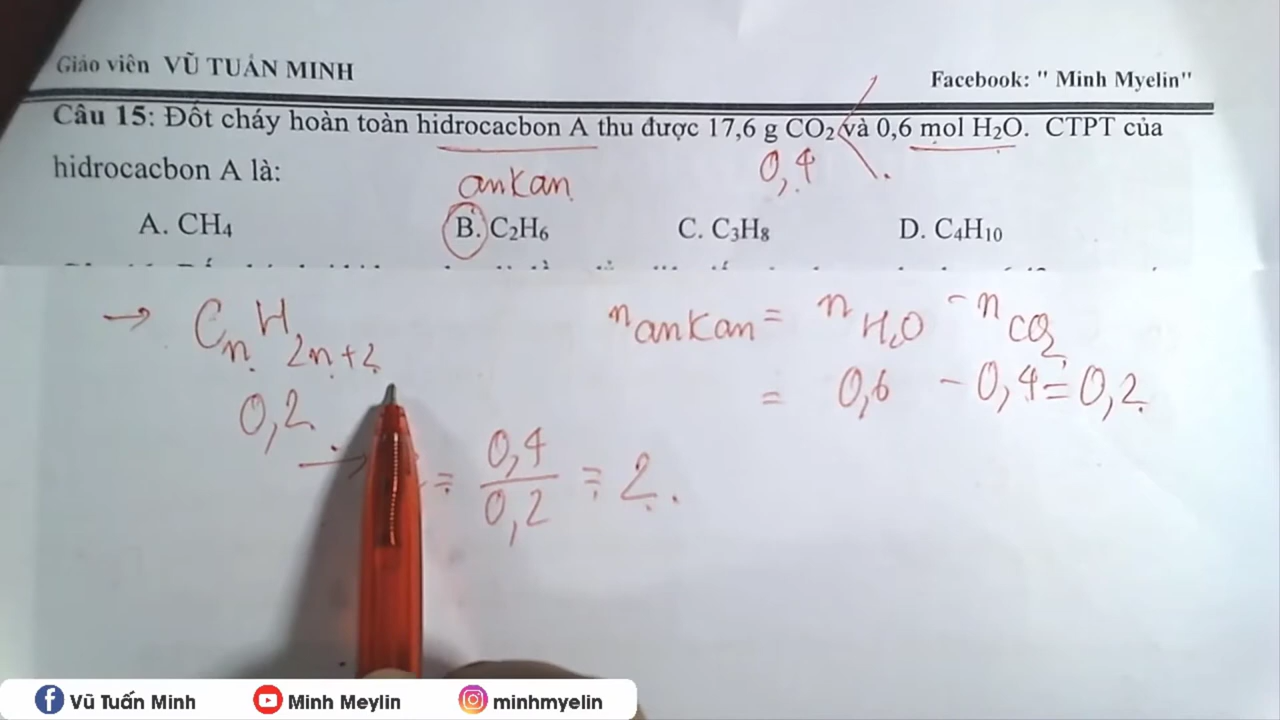 Giáo viên VŨ TUẤN MINH
Facebook: " Minh Myelin"
Câu 15: Đốt cháy hoàn toàn hidrocacbon A thu được 17,6 g CO₂ và 0,6 mol H₂O. CTPT của
0,4
hidrocacbon A là:
ankan
A. CH₄ B. C₂H₆ C. C₃H₈ D. C₄H₁₀
→ CₙH₂ₙ₊₂
0,2
→ = 0,4/0,2 = 2.
n ankan = n H₂O - n CO₂
= 0,6 - 0,4 = 0,2
Vũ Tuấn Minh Minh Meylin minhmyelin